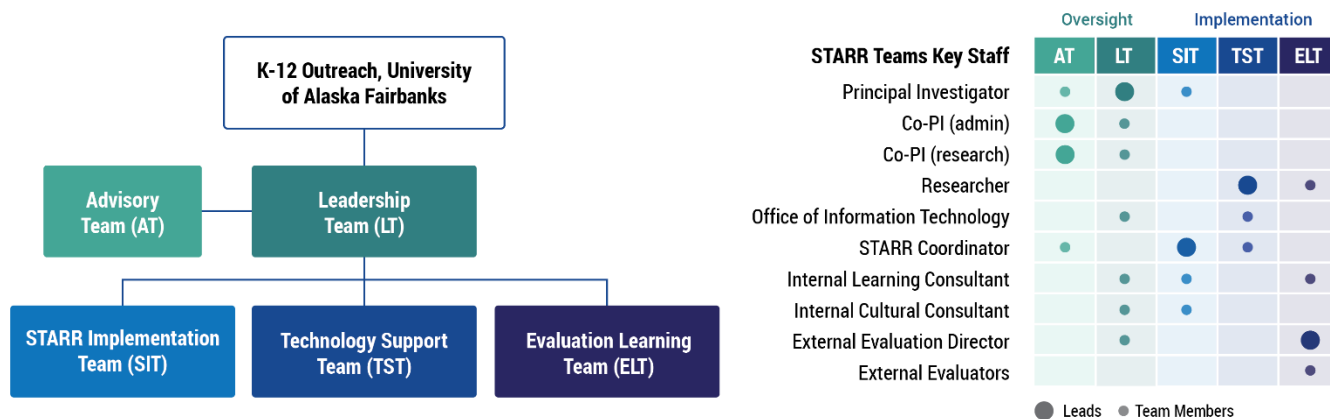 K-12 Outreach, University
of Alaska Fairbanks
Advisory
Team (AT)
Leadership
Team (LT)
STARR Implementation
Team (SIT)
Technology Support
Team (TST)
Evaluation Learning
Team (ELT)
Oversight
Implementation
STARR Teams Key Staff
AT
LT
SIT
TST
ELT
Principal Investigator
Co-PI (admin)
Co-PI (research)
Researcher
Office of Information Technology
STARR Coordinator
Internal Learning Consultant
Internal Cultural Consultant
External Evaluation Director
External Evaluators
Leads
Team Members